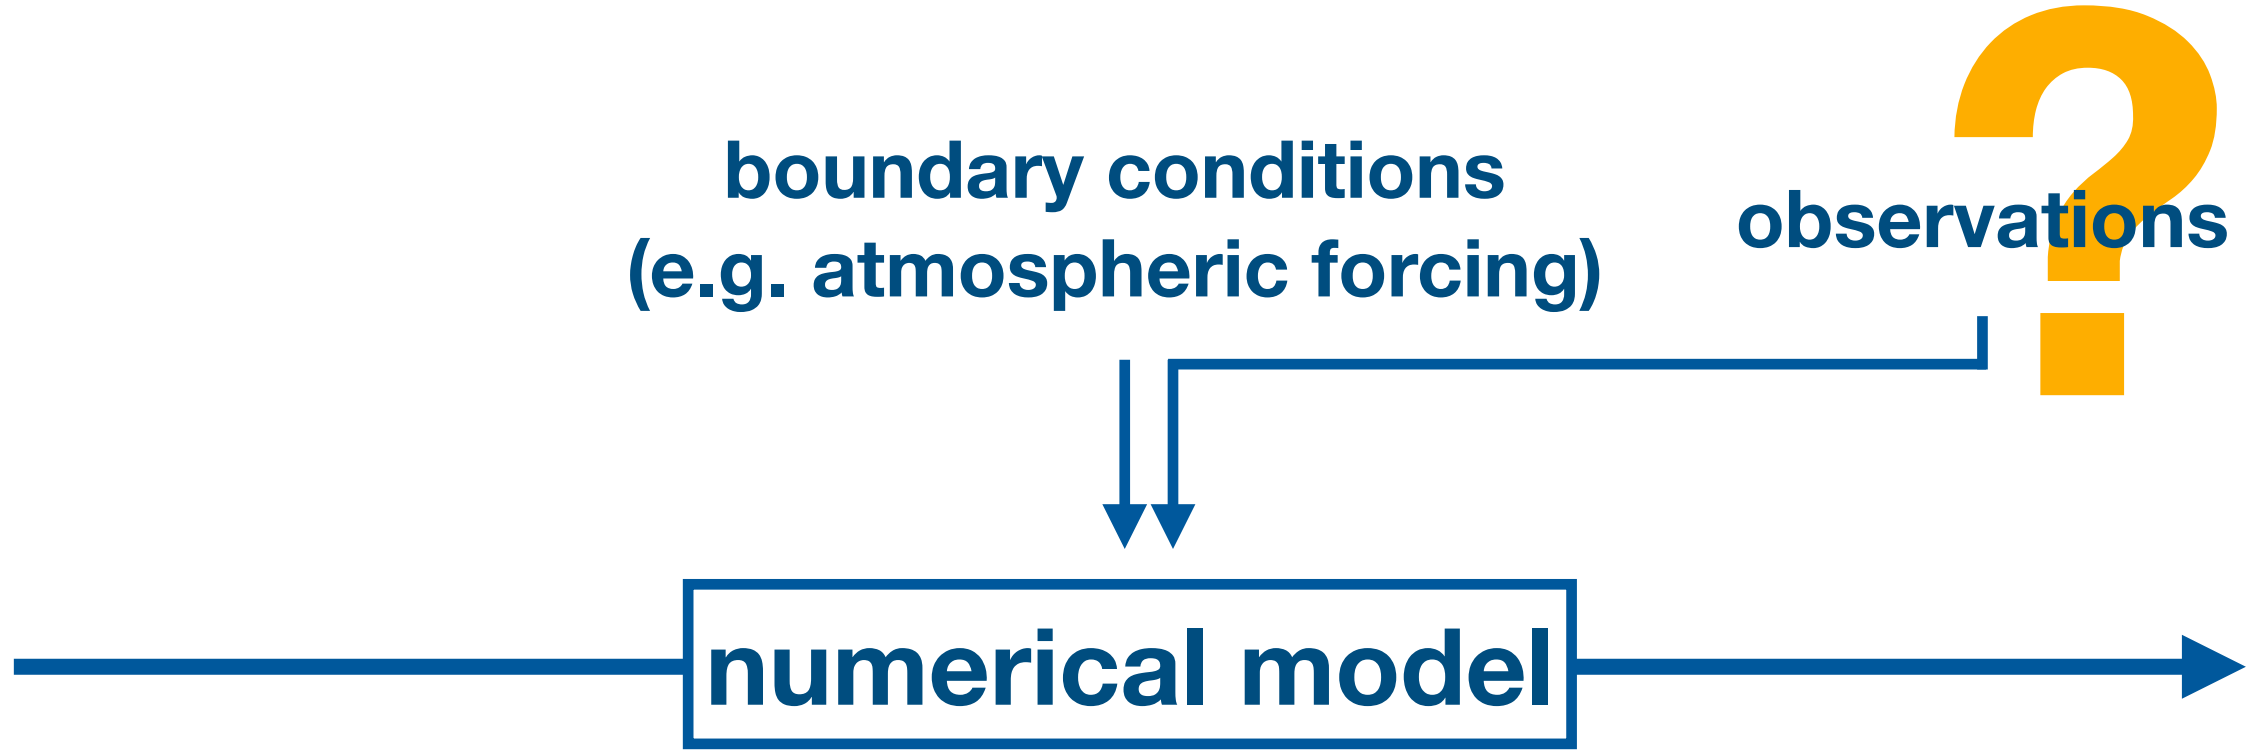 boundary conditions
(e.g. atmospheric forcing)
?
observations
numerical model